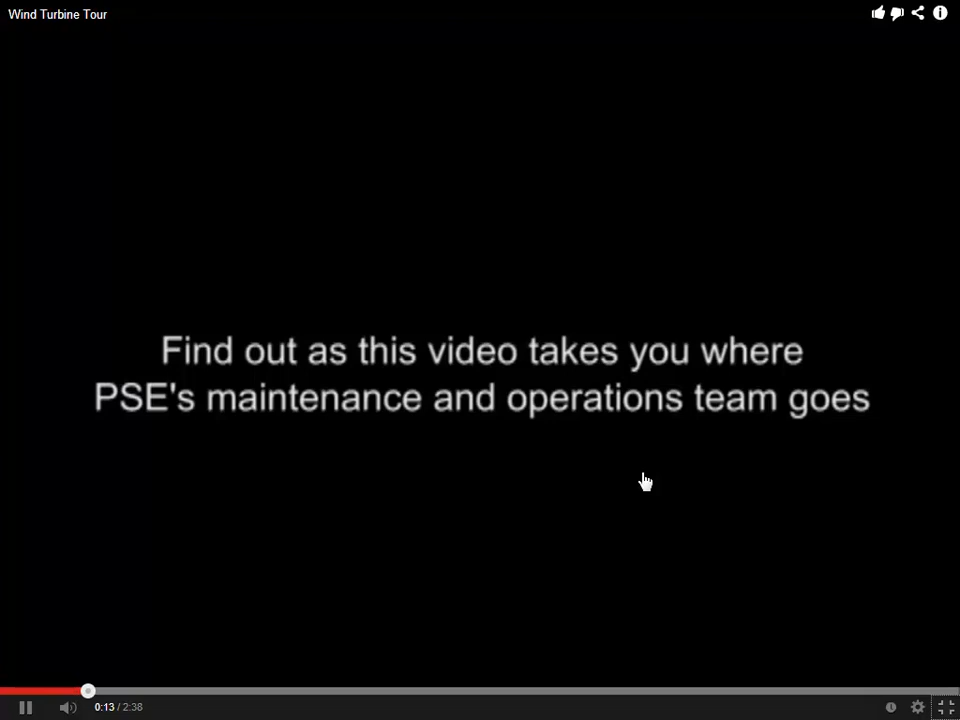 Wind Turbine Tour
Find out as this video takes you where
PSE's maintenance and operations team goes
0:13 / 2:38